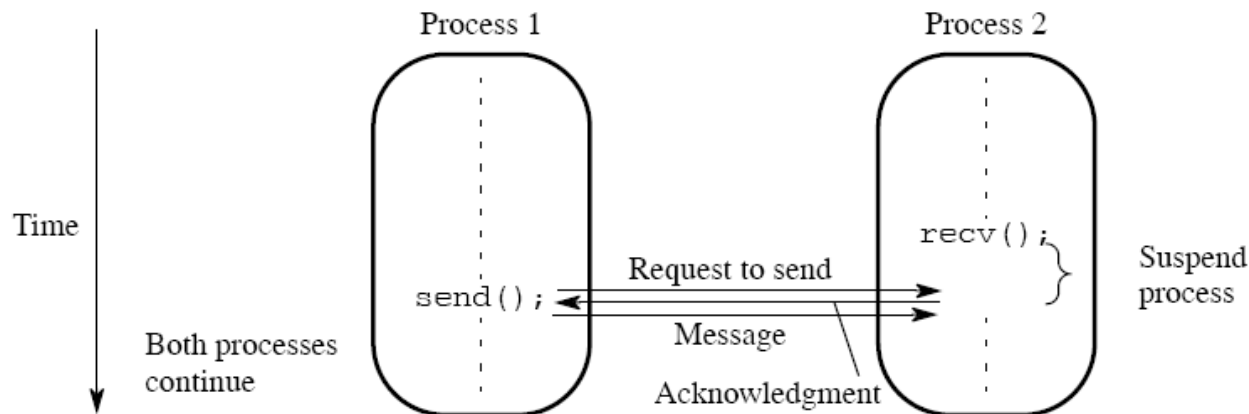 Process 1
Process 2
Time
recv();
Suspend
process
Request to send
send();
Message
Both processes
continue
Acknowledgment